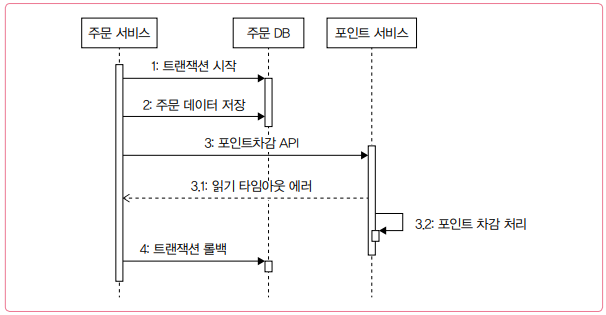 주문 서비스
주문 DB
포인트 서비스
1: 트랜잭션 시작
2: 주문 데이터 저장
3: 포인트차감 API
3.1: 읽기 타임아웃 에러
3.2: 포인트 차감 처리
4: 트랜잭션 롤백